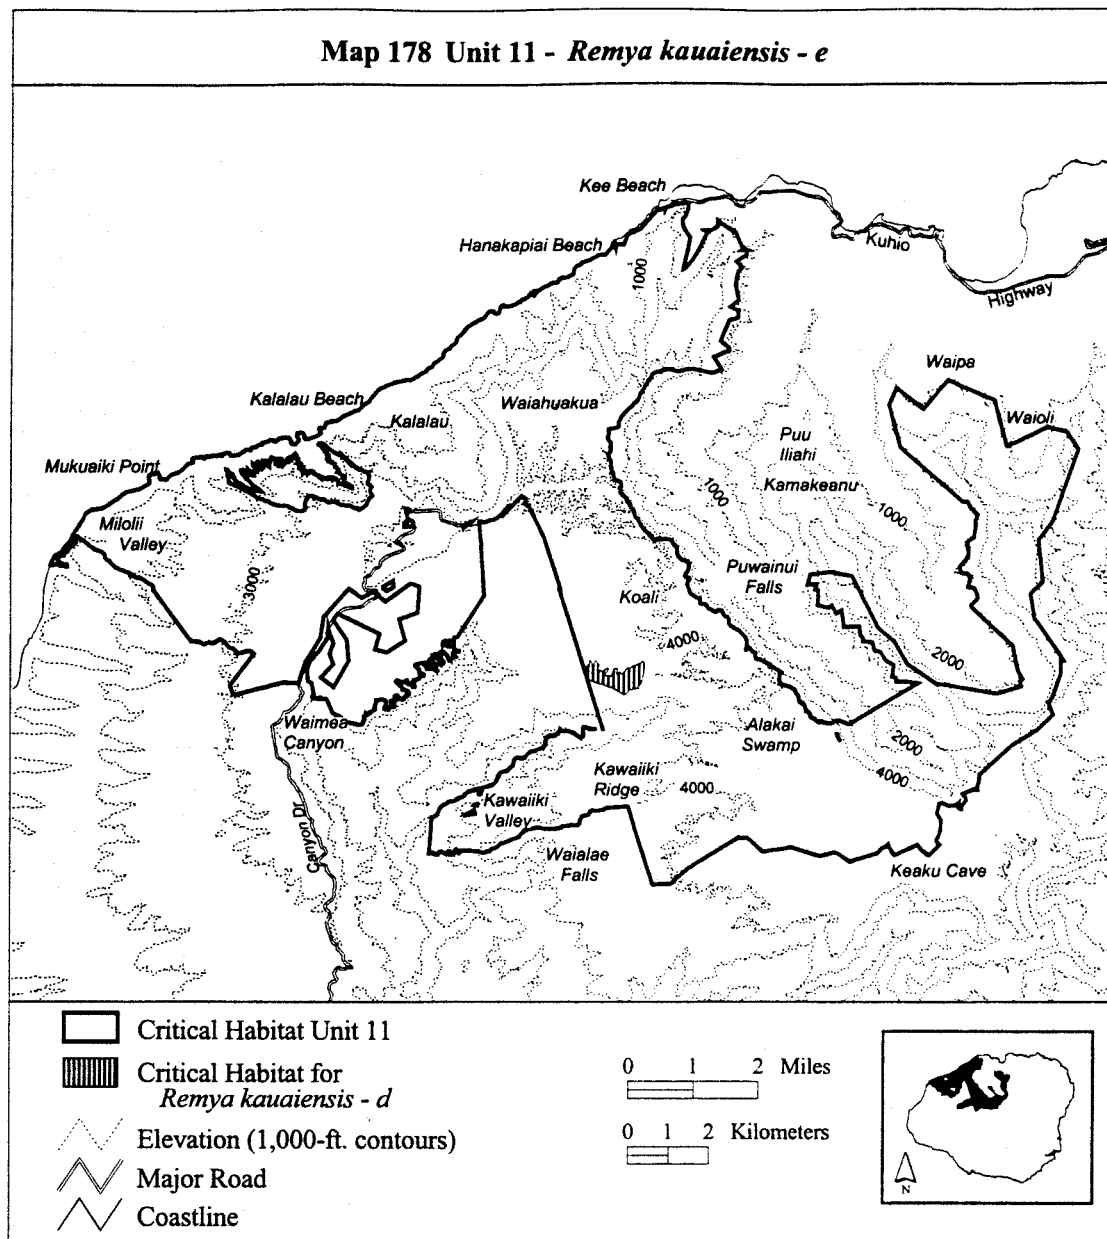 Map 178 Unit 11 - Remya kauaiensis - e
Kee Beach
Hanakapiai Beach
Kuhio
Highway
1000
Waipa
Kalalau Beach
Waiahuakua
Kalalau
Waioli
Puu
Iliahi
Mukuaiki Point
Kamakeanu
1000
1000
Milolii
Valley
3000
Puwainui
Falls
Koali
4000
2000
Waimea
Canyon
Alakai
Swamp
2000
4000
Kawaiiki
Ridge
4000
Kawaiiki
Valley
Canyon Dr
Waialae
Falls
Keaku Cave
Critical Habitat Unit 11
Critical Habitat for
Remya kauaiensis - d
Elevation (1,000-ft. contours)
Major Road
Coastline
0 1 2 Miles
0 1 2 Kilometers
N